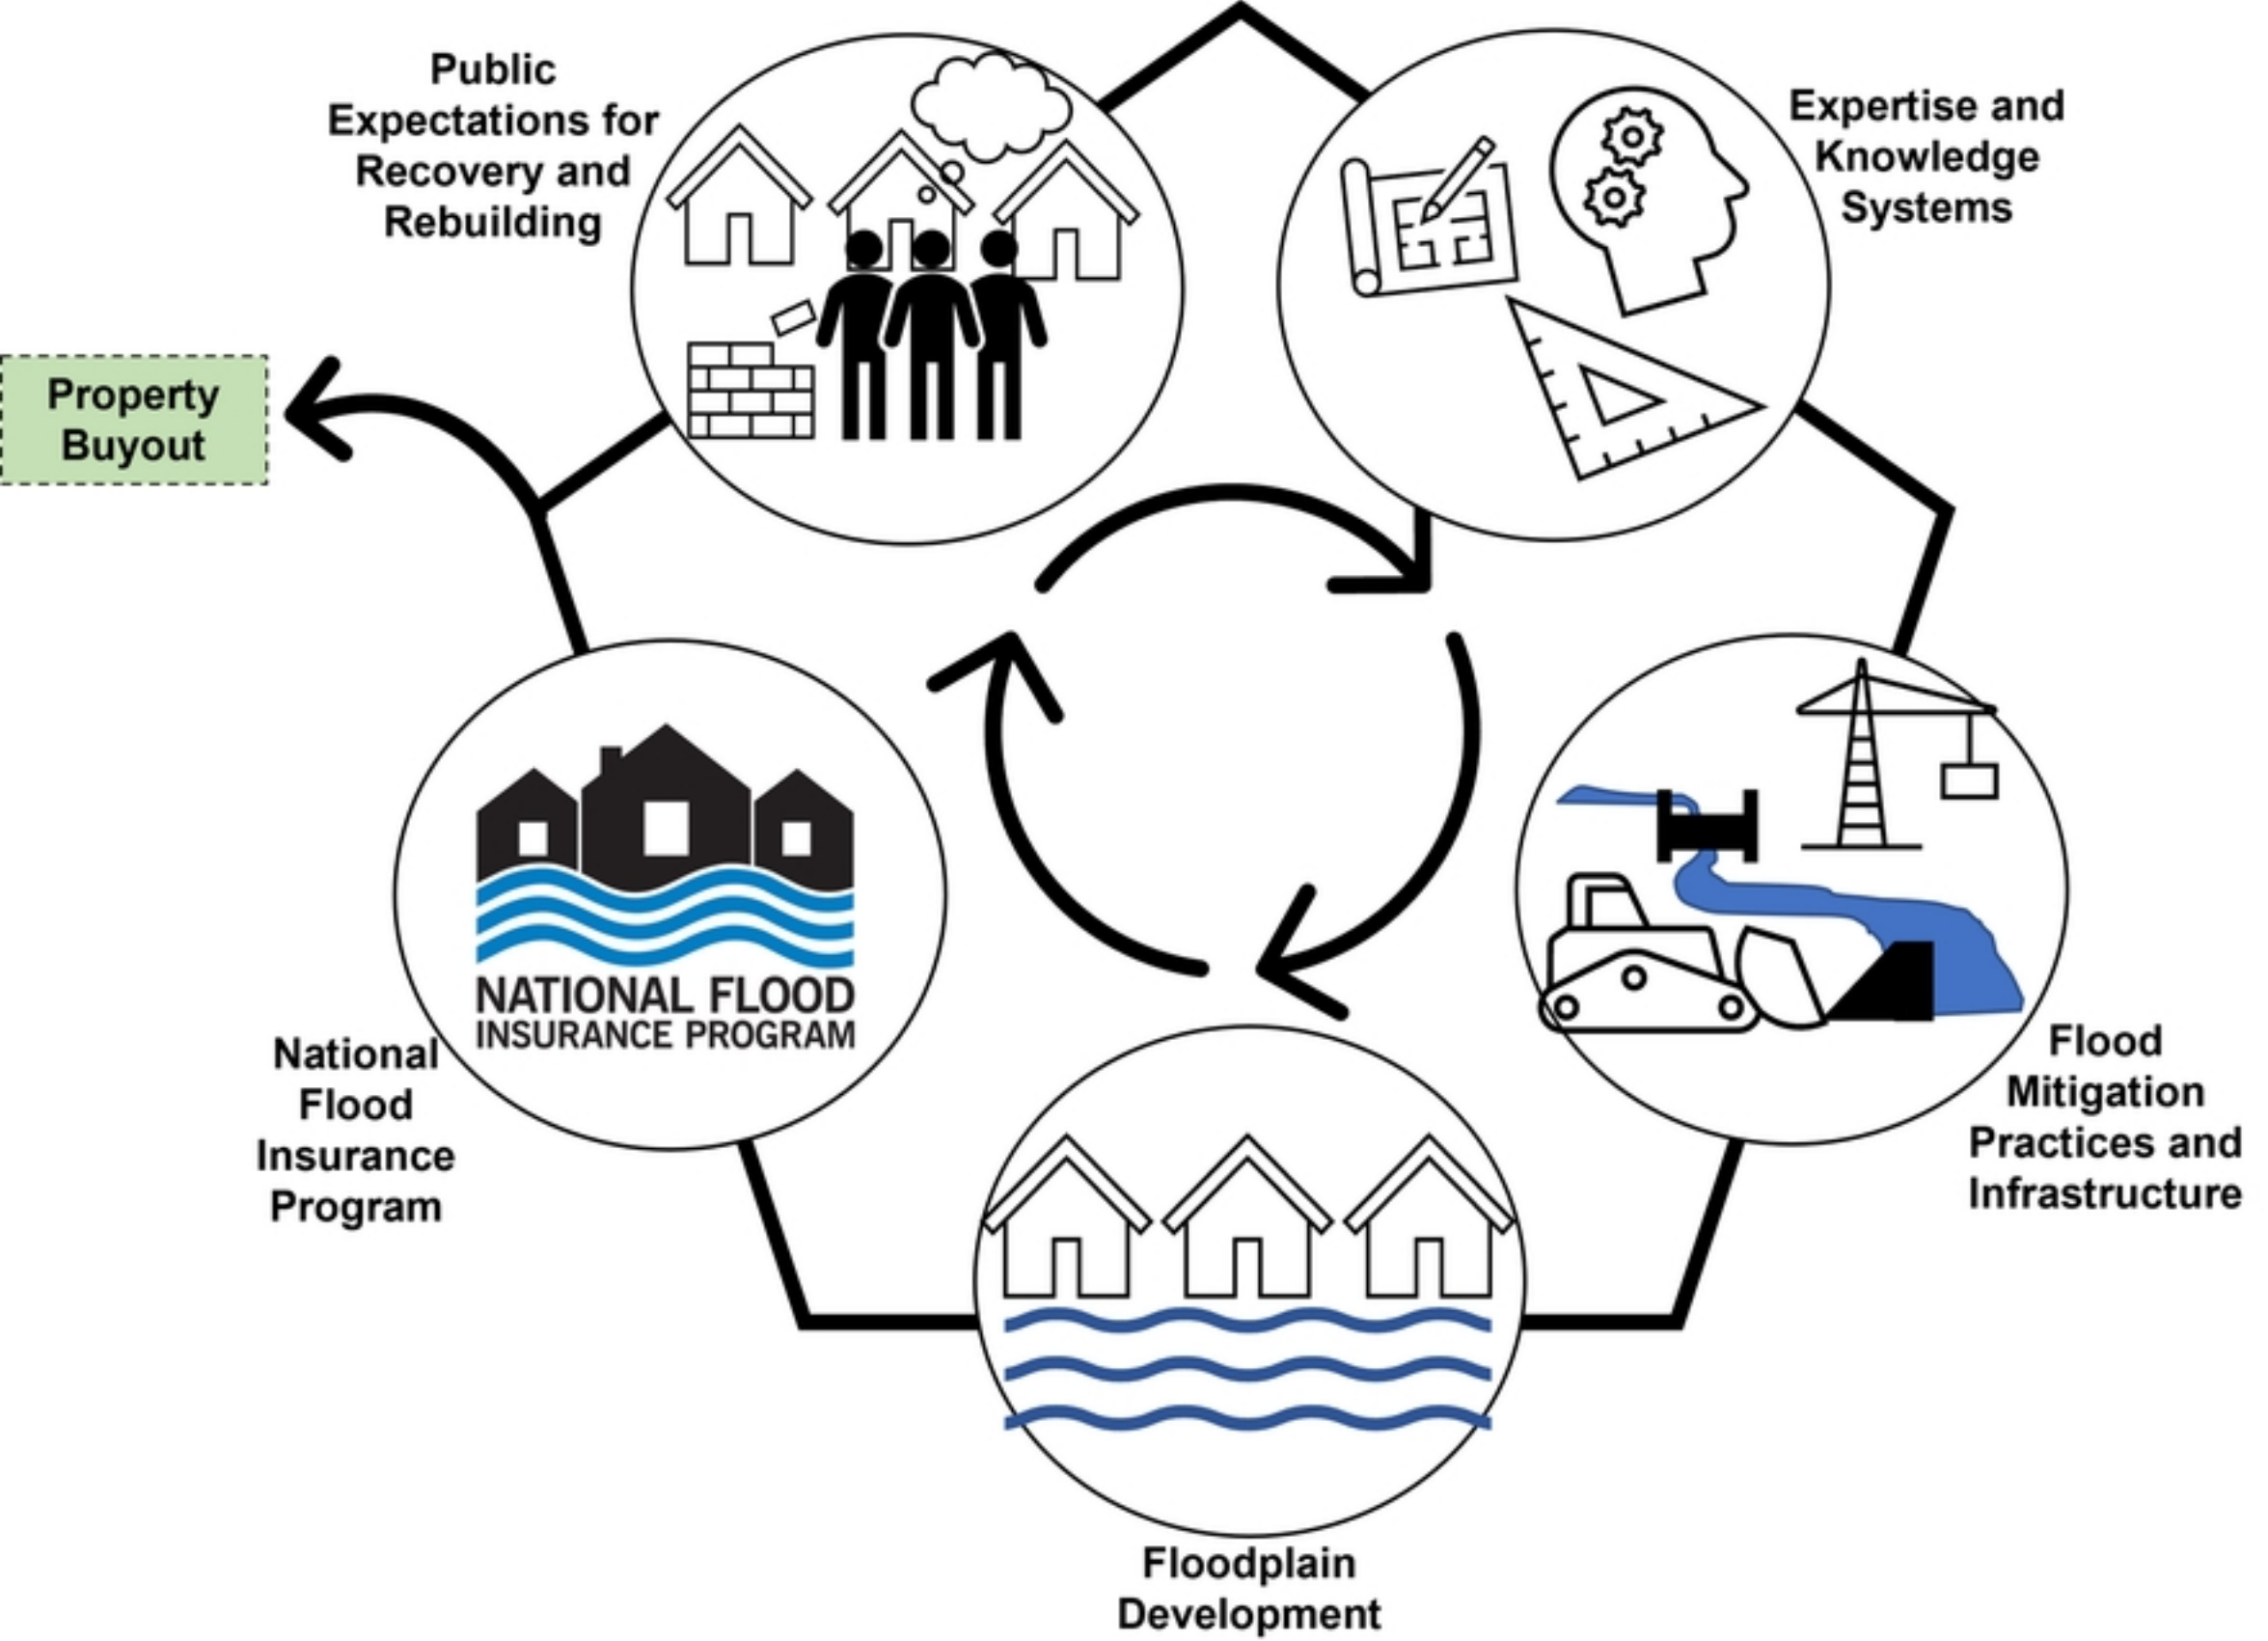 Public
Expectations for
Recovery and
Rebuilding
Expertise and
Knowledge
Systems
Property
Buyout
NATIONAL FLOOD
INSURANCE PROGRAM
National
Flood
Insurance
Program
Flood
Mitigation
Practices and
Infrastructure
Floodplain
Development